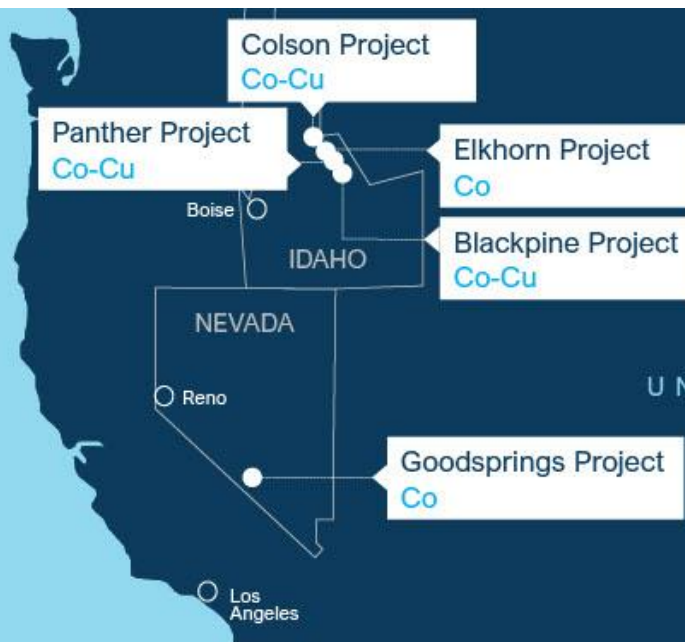 Colson Project
Co-Cu
Panther Project
Co-Cu
Elkhorn Project
Co
Boise
Blackpine Project
Co-Cu
IDAHO
NEVADA
Reno
U N
Goodsprings Project
Co
Los
Angeles